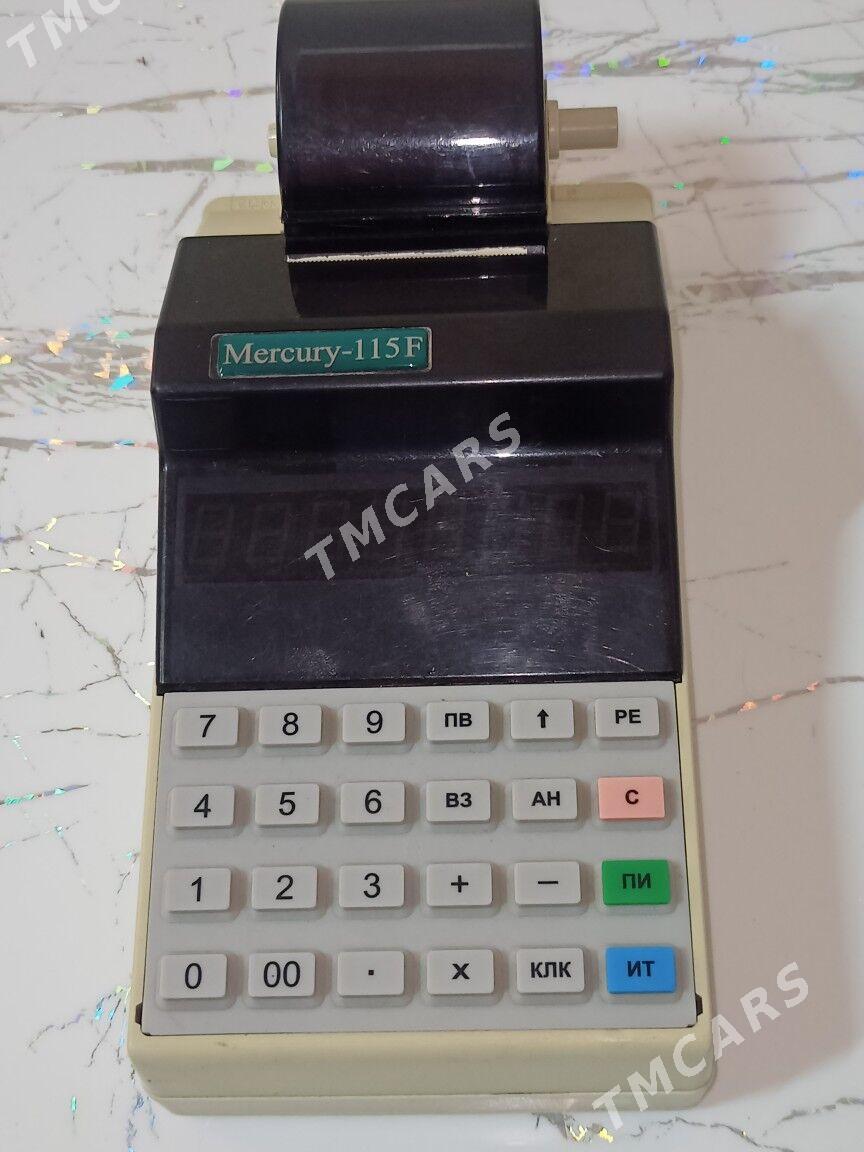 TMCARS
Mercury-115F
TMCARS
7 8 9 ПВ ↑ РЕ
4 5 6 ВЗ АН С
1 2 3 + − ПИ
0 00 . X КЛК ИТ
TMCARS